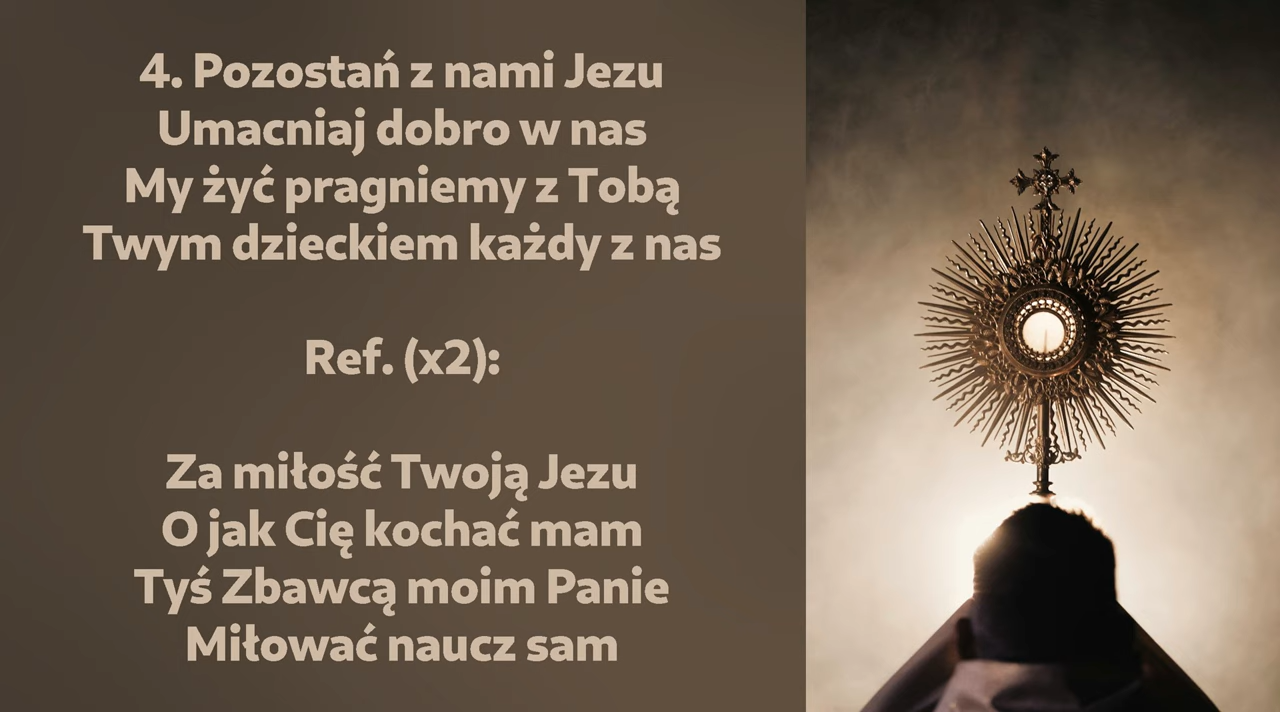 4. Pozostań z nami Jezu
Umacniaj dobro w nas
My żyć pragniemy z Tobą
Twym dzieckiem każdy z nas
Ref. (x2):
Za miłość Twoją Jezu
O jak Cię kochać mam
Tyś Zbawcą moim Panie
Miłować naucz sam